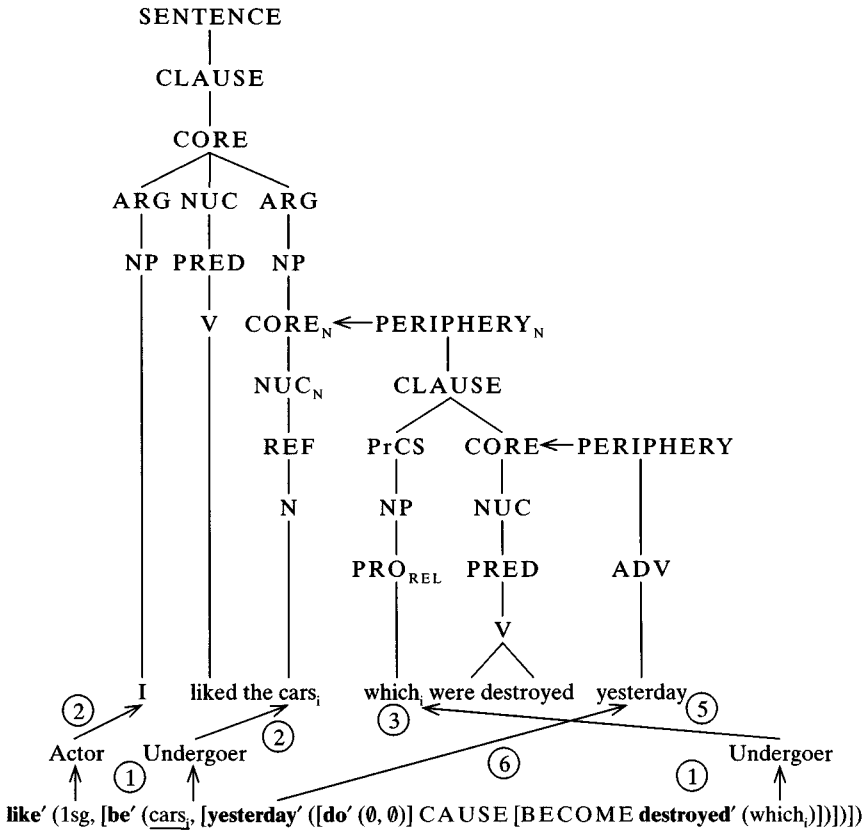 SENTENCE
CLAUSE
CORE
ARG NUC ARG
NP PRED NP
V CORE_N PERIPHERY_N
NUC_N CLAUSE
REF PrCS CORE PERIPHERY
N NP NUC
PRO_REL PRED ADV
V
I liked the cars_i which_i were destroyed yesterday
② ② ③ ⑤
Actor Undergoer Undergoer
① ⑥ ①
like′ (1sg, [be′ (cars_i, [yesterday′ ([do′ (∅, ∅)] CAUSE [BECOME destroyed′ (which_i)])])])